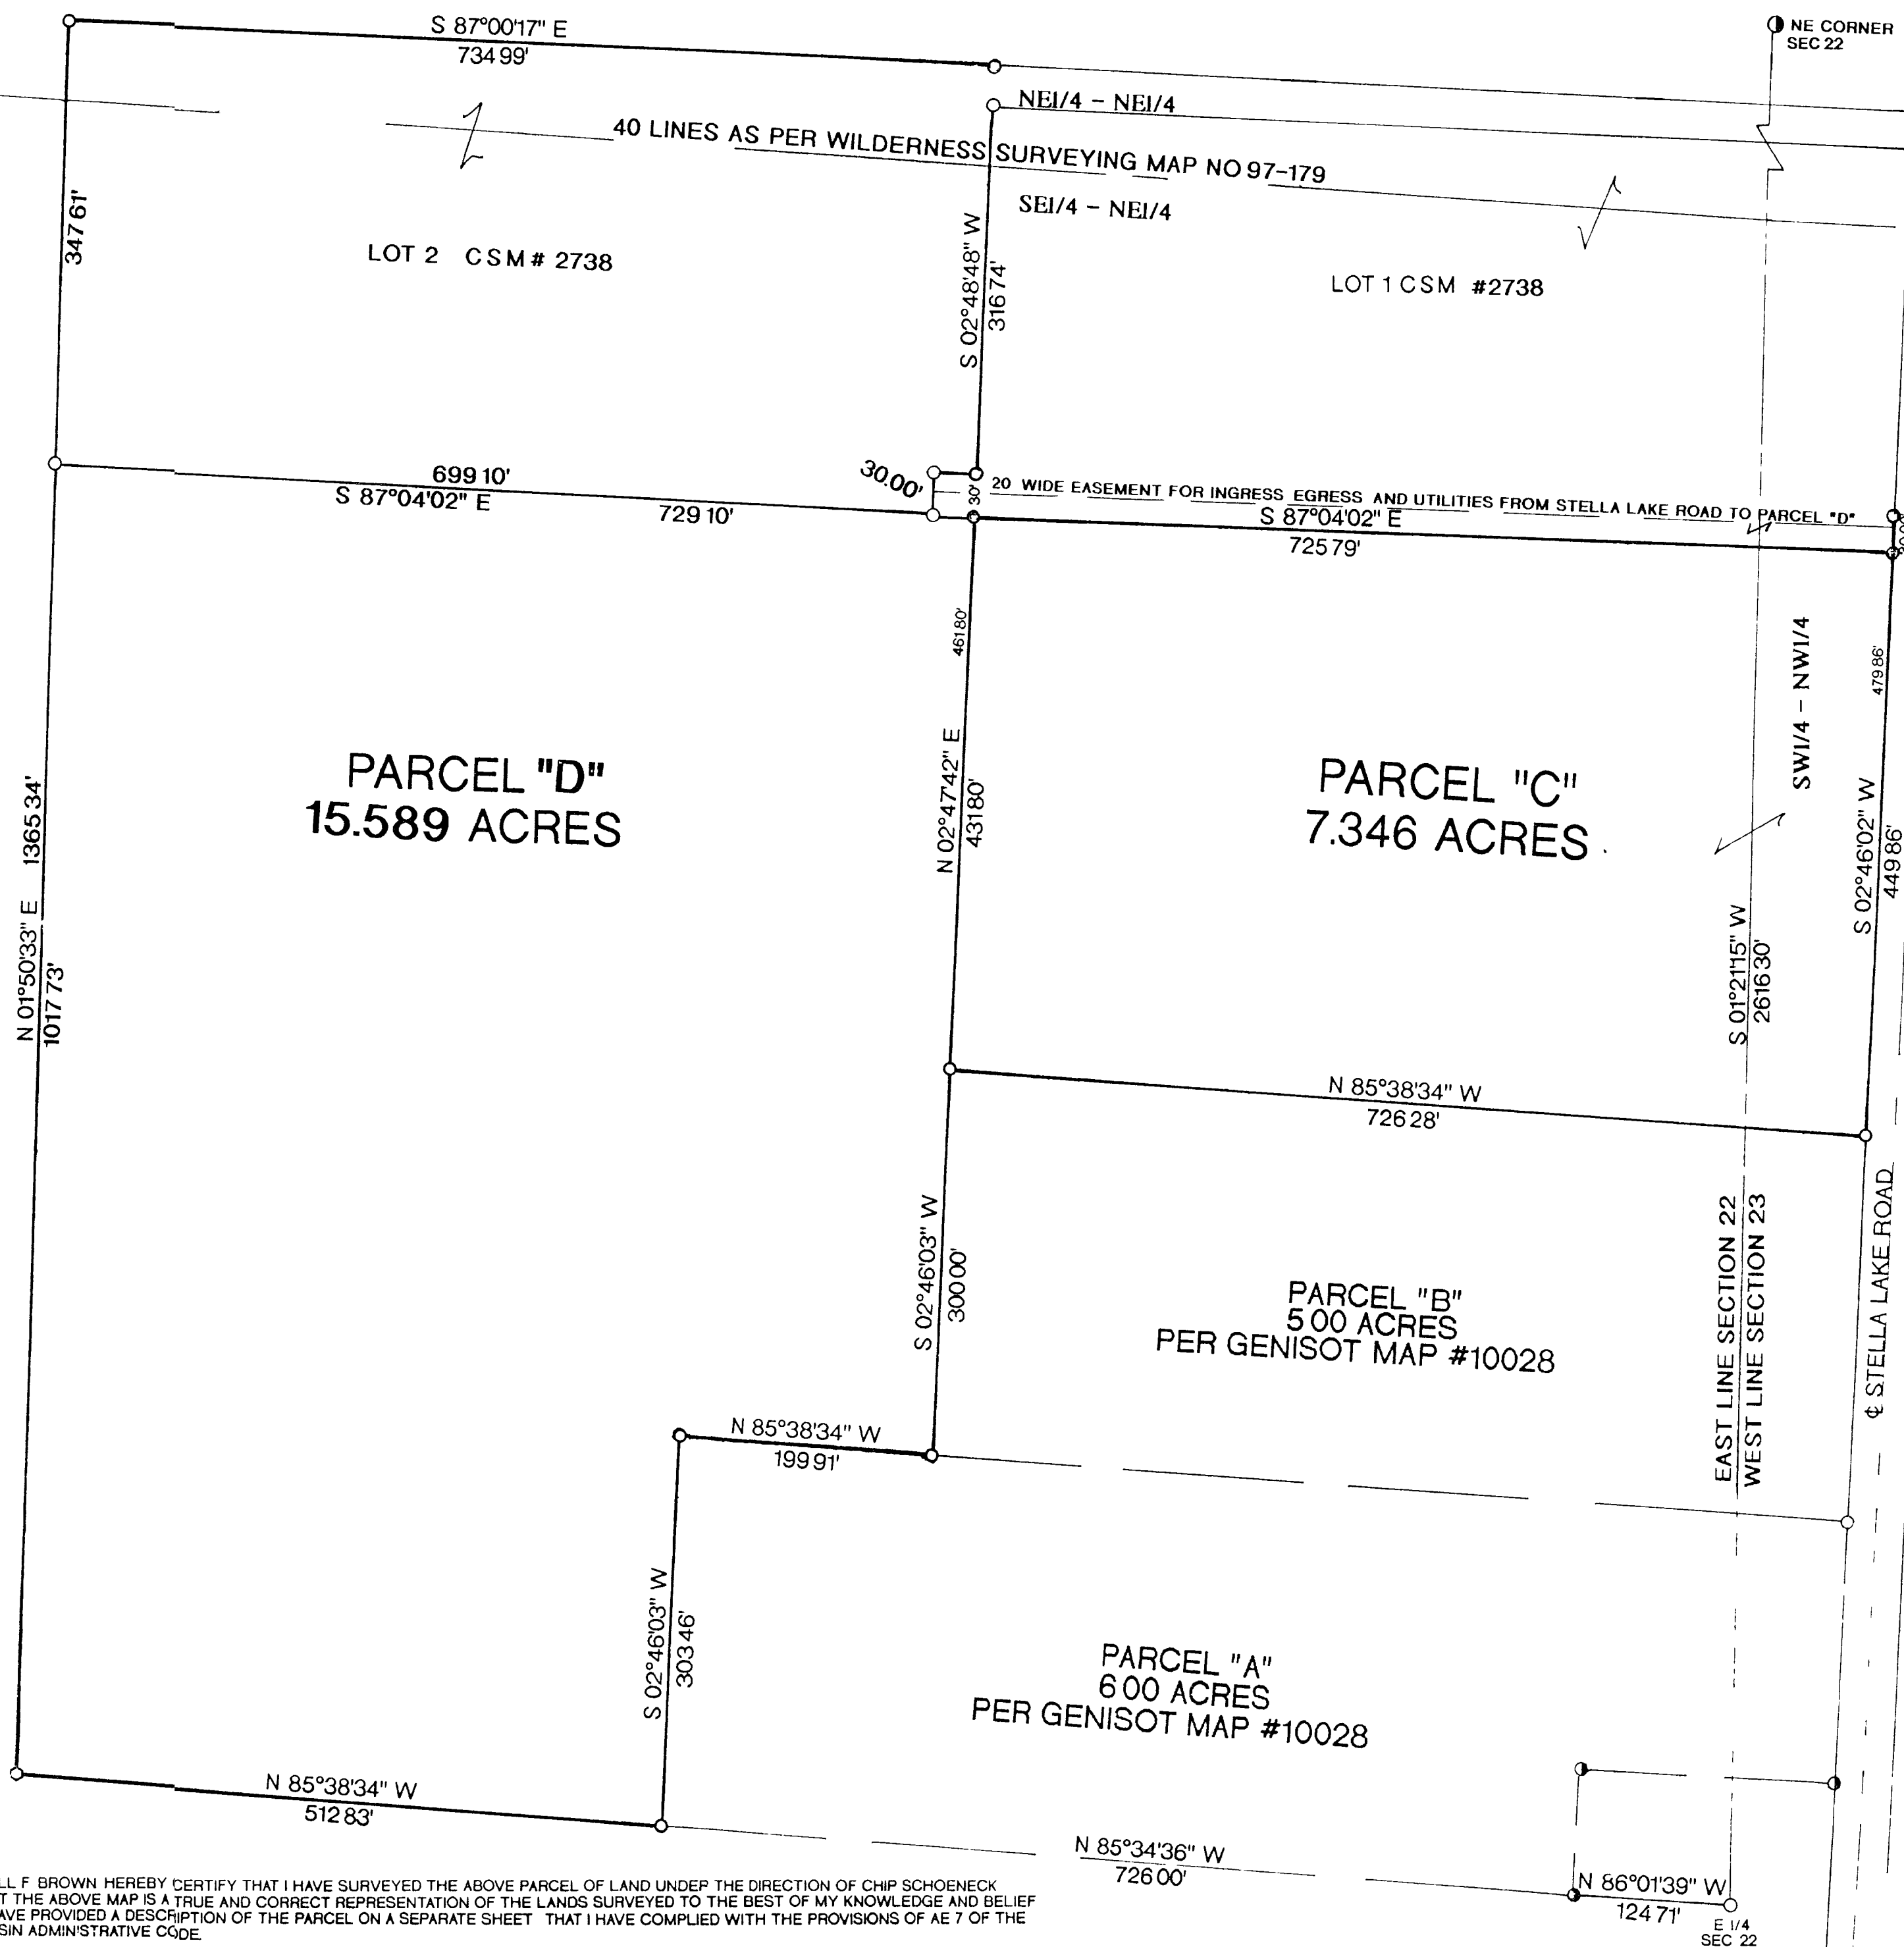 S 87°00'17" E
734 99'
NE CORNER
SEC 22
NE1/4 - NE1/4
40 LINES AS PER WILDERNESS SURVEYING MAP NO 97-179
SE1/4 - NE1/4
347 61'
LOT 2 CSM# 2738
S 02°48'48" W
316 74'
LOT 1 CSM #2738
699 10'
S 87°04'02" E
729 10'
30.00'
30'
20 WIDE EASEMENT FOR INGRESS EGRESS AND UTILITIES FROM STELLA LAKE ROAD TO PARCEL "D"
S 87°04'02" E
725 79'
461 80'
N 02°47'42" E
431 80'
479 86'
SW1/4 - NW1/4
S 02°46'02" W
449 86'
PARCEL "D"
15.589 ACRES
PARCEL "C"
7.346 ACRES
N 01°50'33" E 1365 34'
1017 73'
S 01°21'15" W
2616 30'
N 85°38'34" W
726 28'
S 02°46'03" W
300 00'
PARCEL "B"
5 00 ACRES
PER GENISOT MAP #10028
EAST LINE SECTION 22
WEST LINE SECTION 23
℄ STELLA LAKE ROAD
N 85°38'34" W
199 91'
S 02°46'03" W
303 46'
PARCEL "A"
6 00 ACRES
PER GENISOT MAP #10028
N 85°38'34" W
512 83'
N 85°34'36" W
726 00'
N 86°01'39" W
124 71'
E 1/4
SEC 22
LL F BROWN HEREBY CERTIFY THAT I HAVE SURVEYED THE ABOVE PARCEL OF LAND UNDER THE DIRECTION OF CHIP SCHOENECK
T THE ABOVE MAP IS A TRUE AND CORRECT REPRESENTATION OF THE LANDS SURVEYED TO THE BEST OF MY KNOWLEDGE AND BELIEF
AVE PROVIDED A DESCRIPTION OF THE PARCEL ON A SEPARATE SHEET THAT I HAVE COMPLIED WITH THE PROVISIONS OF AE 7 OF THE
SIN ADMINISTRATIVE CODE.